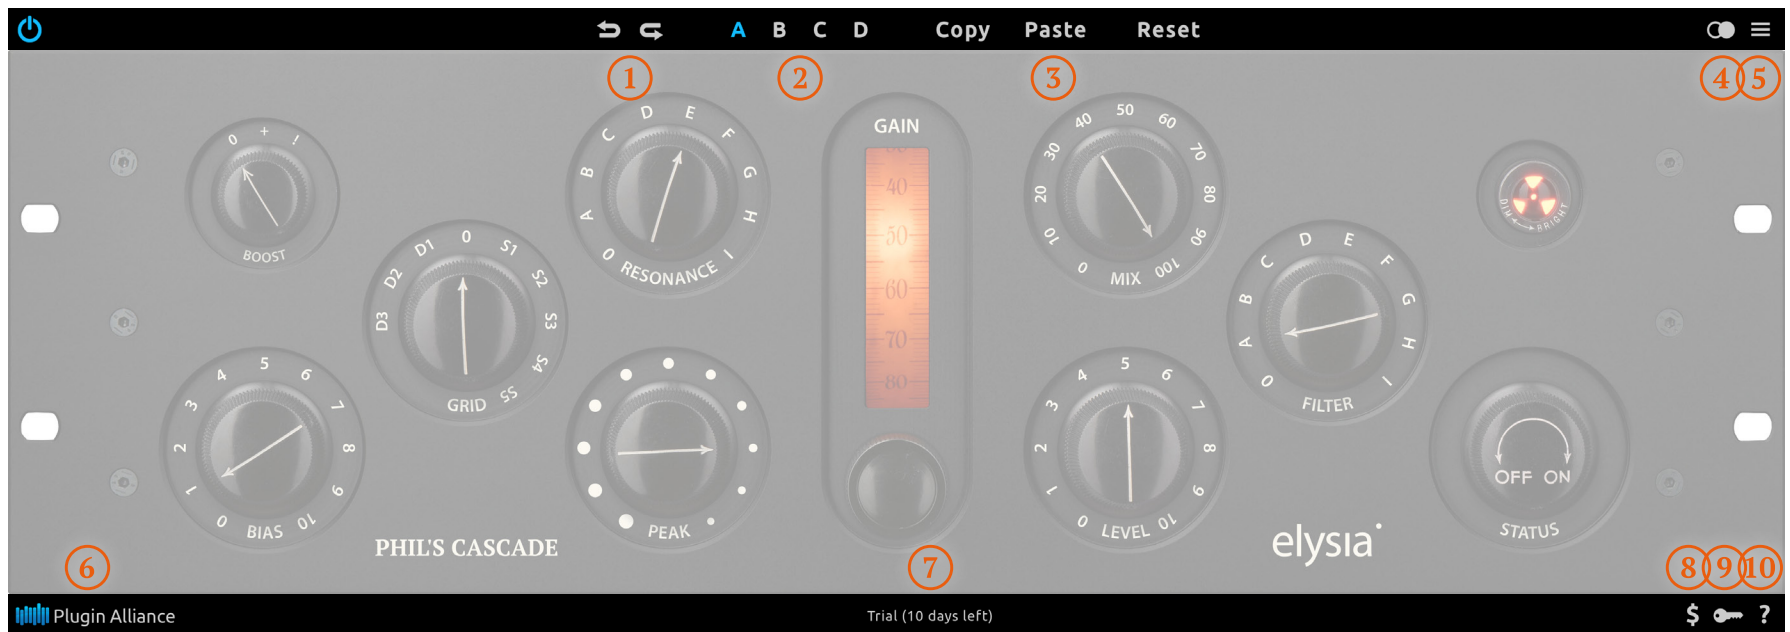 A B C D Copy Paste Reset
1 2 3 4 5
0 + !
BOOST
0 A B C D E F G H I
RESONANCE
GAIN
40
50
60
70
80
0 10 20 30 40 50 60 70 80 90 100
MIX
DIM BRIGHT
D3 D2 D1 0 S1 S2 S3 S4 S5
GRID
0 A B C D E F G H I
FILTER
0 1 2 3 4 5 6 7 8 9 10
BIAS
PEAK
0 1 2 3 4 5 6 7 8 9 10
LEVEL
OFF ON
STATUS
PHIL'S CASCADE
elysia
6 7 8 9 10
Plugin Alliance
Trial (10 days left)
$ ?